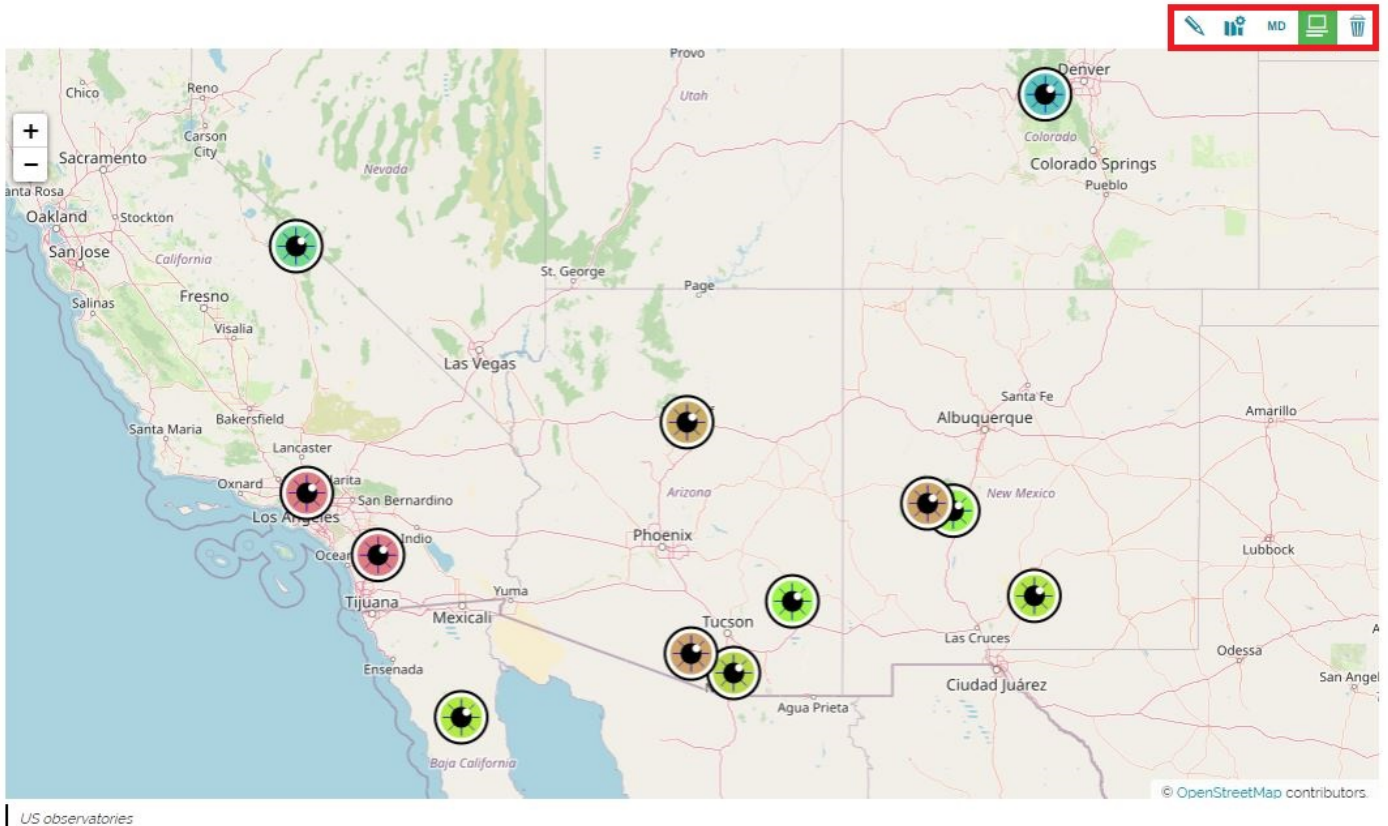 MD
Provo
Denver
Chico
Reno
Utah
+
Carson
City
Colorado
−
Sacramento
Nevada
Colorado Springs
anta Rosa
Pueblo
Oakland
Stockton
San Jose
California
St. George
Page
Salinas
Fresno
Visalia
Las Vegas
Santa Fe
Bakersfield
Albuquerque
Amarillo
Santa Maria
Lancaster
Oxnard
larita
Arizona
New Mexico
San Bernardino
Los Angeles
Phoenix
Indio
Ocean
Lubbock
Yuma
Tijuana
Mexicali
Tucson
Las Cruces
Odessa
Ensenada
San Angel
Ciudad Juárez
Agua Prieta
Baja California
© OpenStreetMap contributors.
US observatories